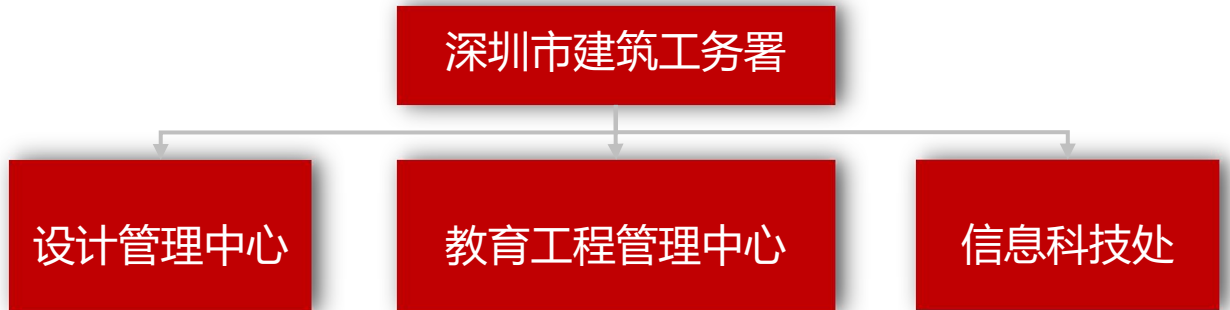 深圳市建筑工务署
设计管理中心
教育工程管理中心
信息科技处